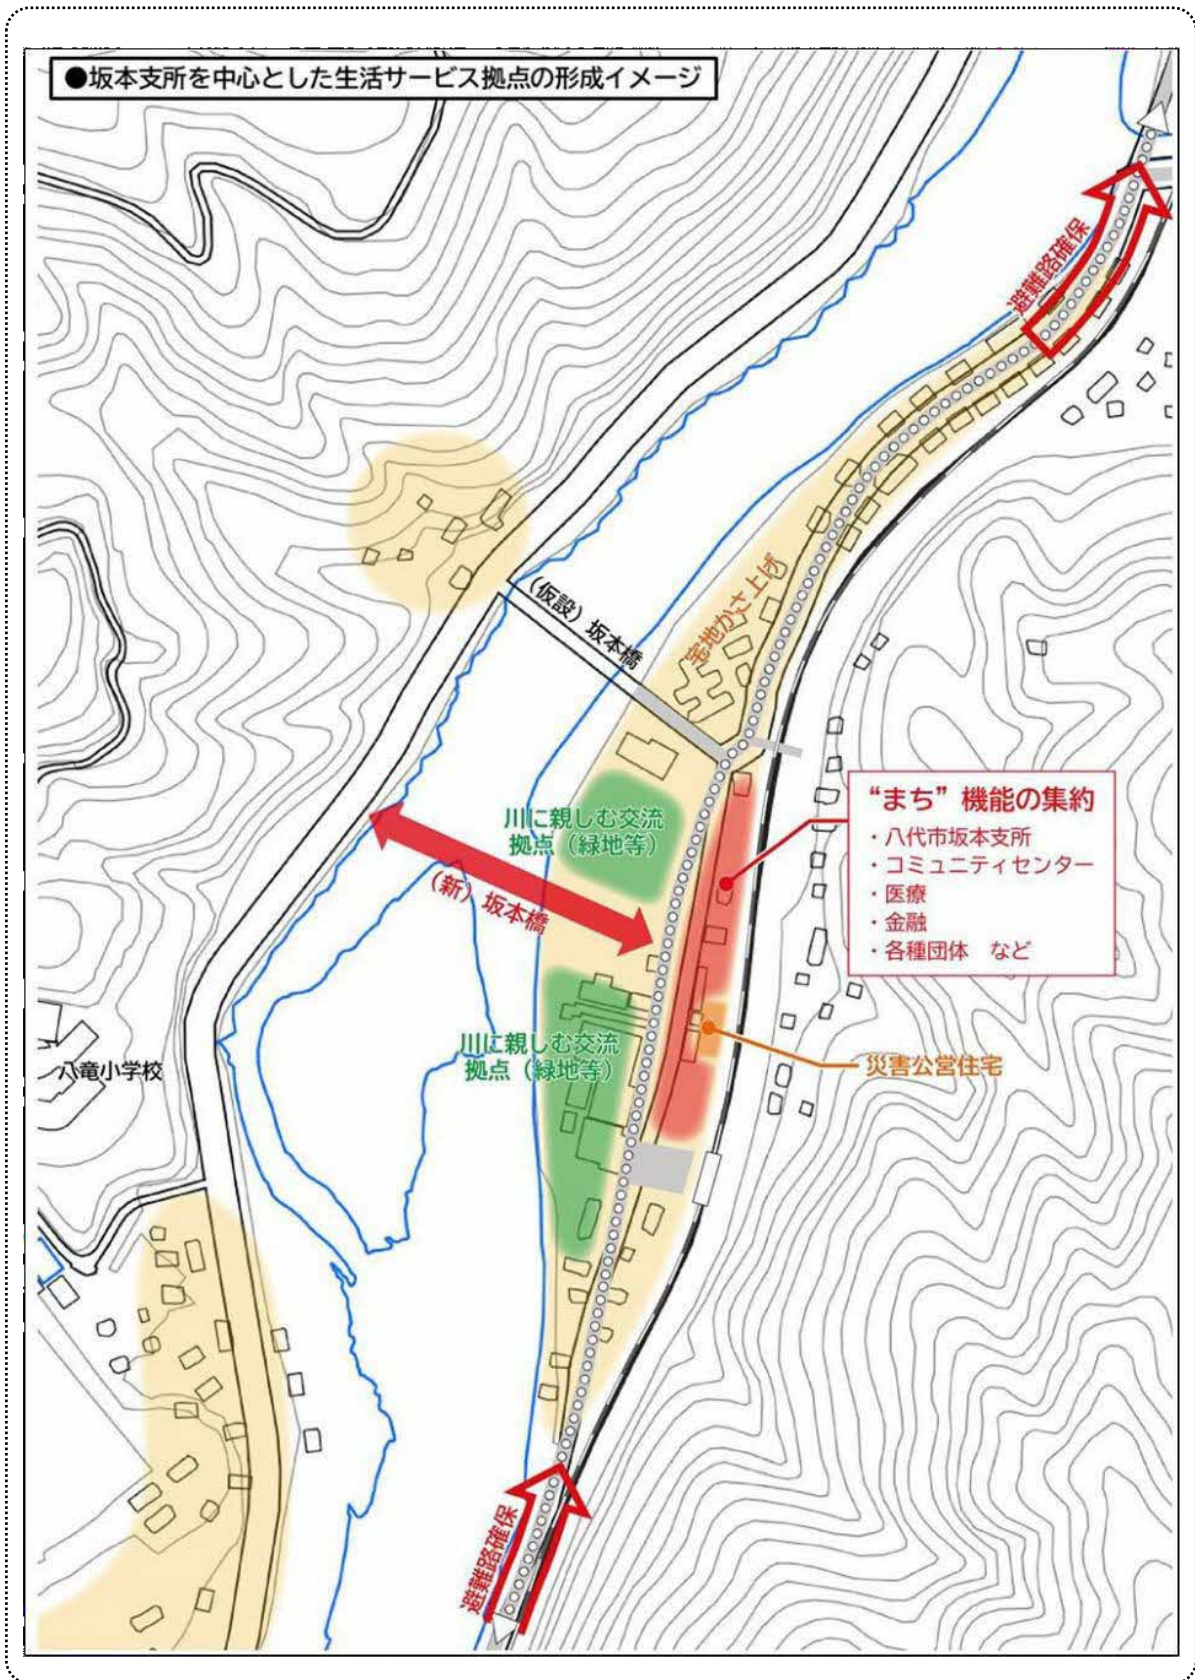 ●坂本支所を中心とした生活サービス拠点の形成イメージ
避難路確保
(仮設)坂本橋
宅地かさ上げ
“まち”機能の集約
・八代市坂本支所
・コミュニティセンター
・医療
・金融
・各種団体 など
川に親しむ交流
拠点(緑地等)
(新)坂本橋
川に親しむ交流
拠点(緑地等)
災害公営住宅
八竜小学校
避難路確保